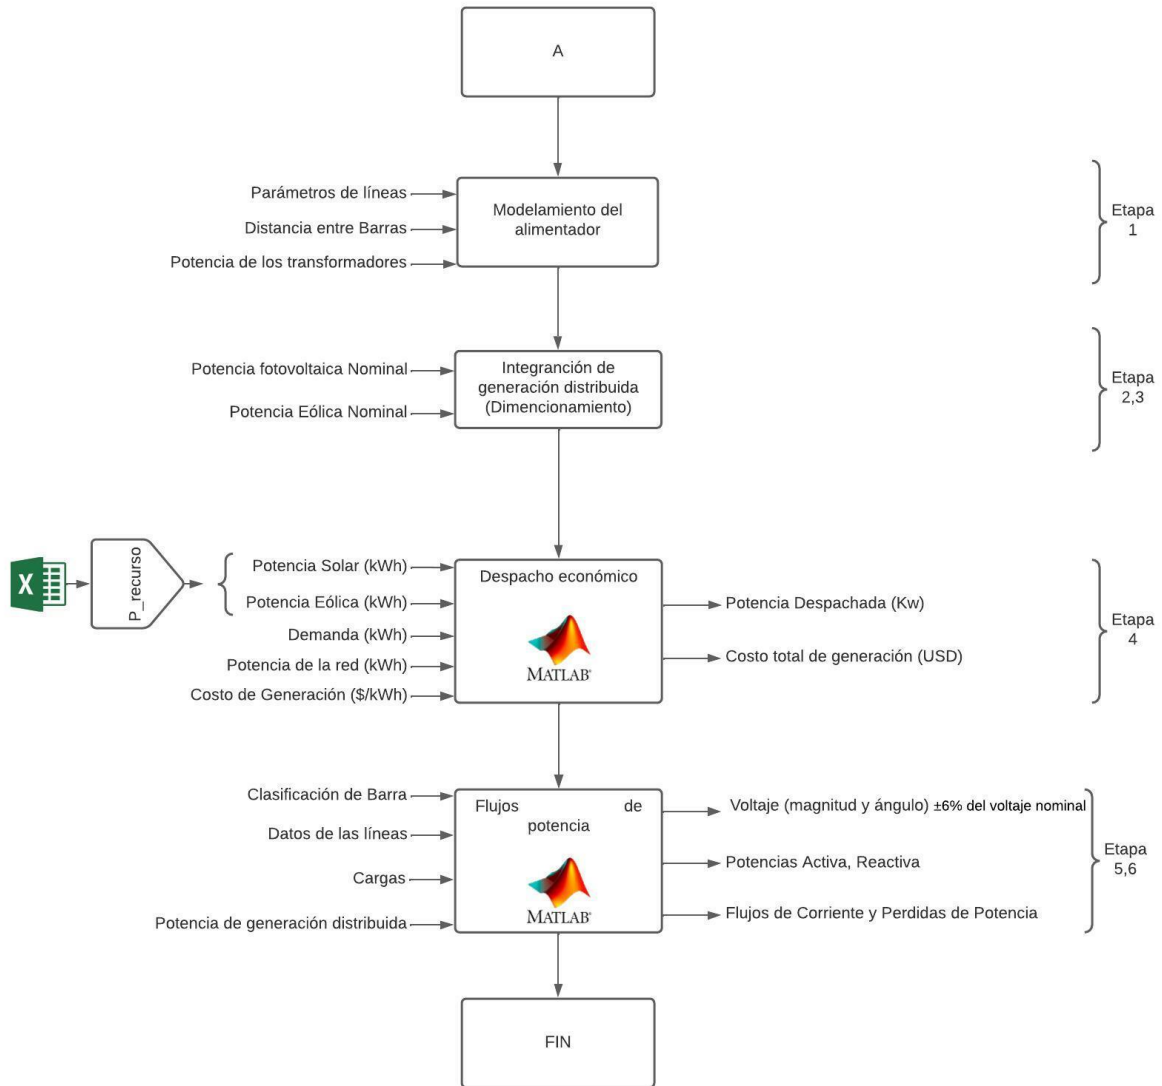 A
Parámetros de líneas
Distancia entre Barras
Potencia de los transformadores
Modelamiento del
alimentador
Etapa
1
Potencia fotovoltaica Nominal
Potencia Eólica Nominal
Integranción de
generación distribuida
(Dimencionamiento)
Etapa
2,3
X
P_recurso
Potencia Solar (kWh)
Potencia Eólica (kWh)
Demanda (kWh)
Potencia de la red (kWh)
Costo de Generación ($/kWh)
Despacho económico
MATLAB®
Potencia Despachada (Kw)
Costo total de generación (USD)
Etapa
4
Clasificación de Barra
Datos de las líneas
Cargas
Potencia de generación distribuida
Flujos de
potencia
MATLAB®
Voltaje (magnitud y ángulo) ±6% del voltaje nominal
Potencias Activa, Reactiva
Flujos de Corriente y Perdidas de Potencia
Etapa
5,6
FIN